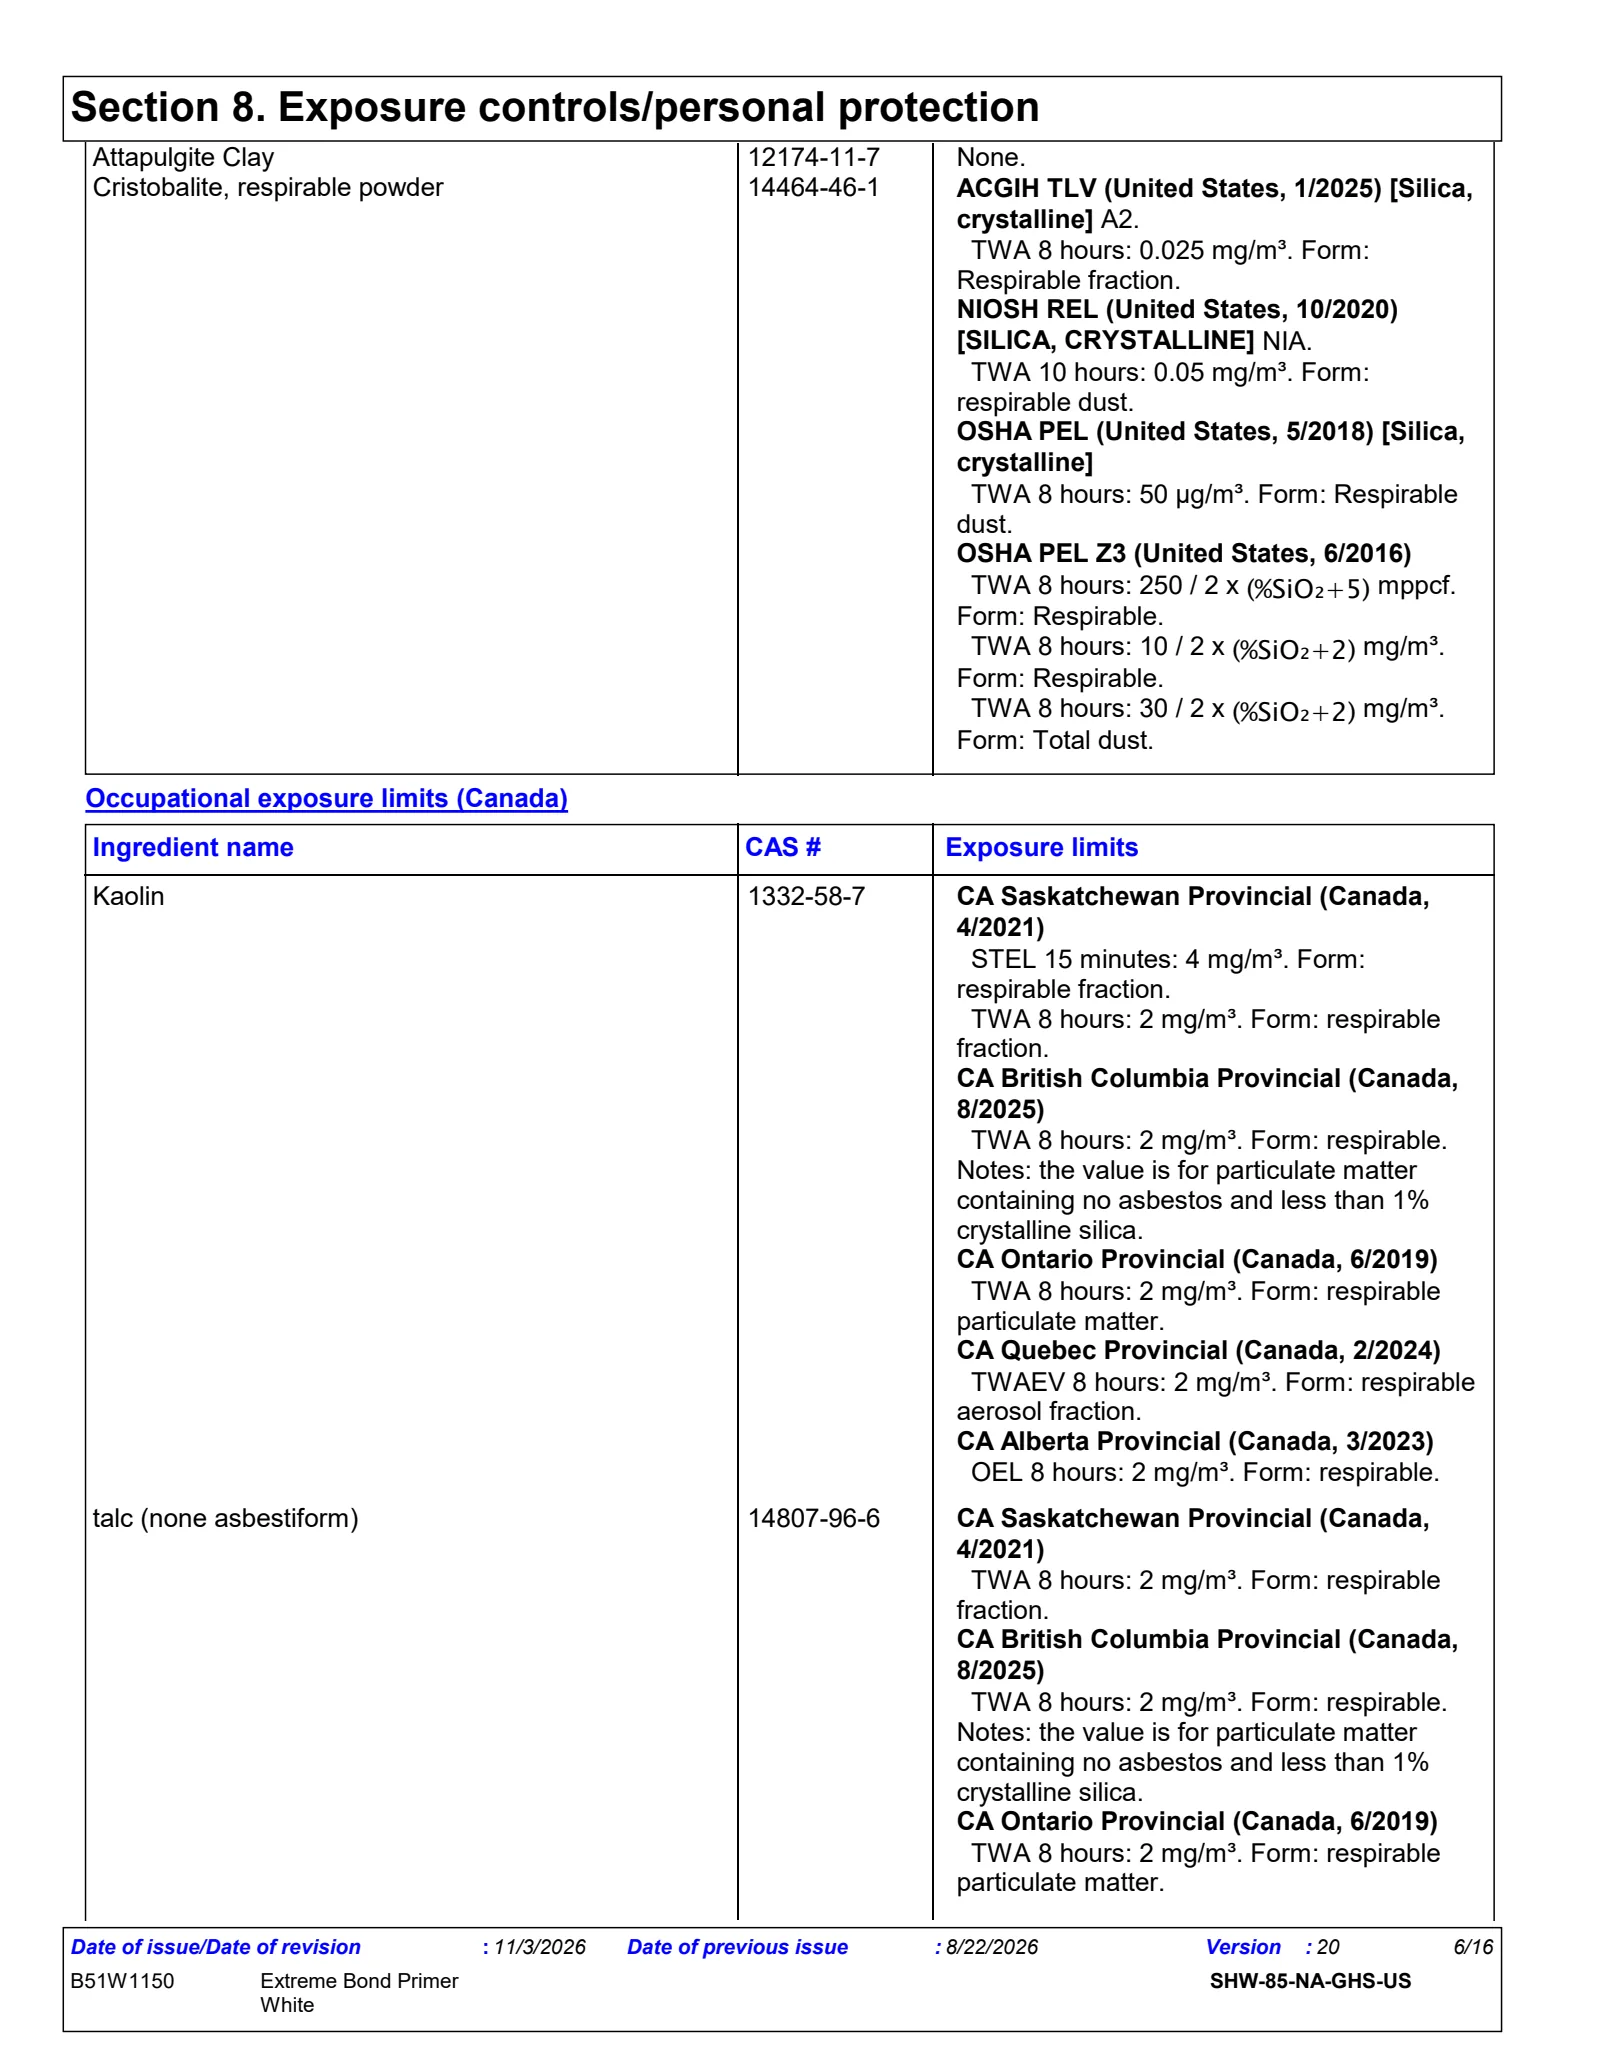 Section 8. Exposure controls/personal protection
Attapulgite Clay 12174-11-7 None.
Cristobalite, respirable powder 14464-46-1 ACGIH TLV (United States, 1/2025) [Silica,
crystalline] A2.
TWA 8 hours: 0.025 mg/m³. Form:
Respirable fraction.
NIOSH REL (United States, 10/2020)
[SILICA, CRYSTALLINE] NIA.
TWA 10 hours: 0.05 mg/m³. Form:
respirable dust.
OSHA PEL (United States, 5/2018) [Silica,
crystalline]
TWA 8 hours: 50 µg/m³. Form: Respirable
dust.
OSHA PEL Z3 (United States, 6/2016)
TWA 8 hours: 250 / 2 x (%SiO₂+5) mppcf.
Form: Respirable.
TWA 8 hours: 10 / 2 x (%SiO₂+2) mg/m³.
Form: Respirable.
TWA 8 hours: 30 / 2 x (%SiO₂+2) mg/m³.
Form: Total dust.
Occupational exposure limits (Canada)
Ingredient name CAS # Exposure limits
Kaolin 1332-58-7 CA Saskatchewan Provincial (Canada,
4/2021)
STEL 15 minutes: 4 mg/m³. Form:
respirable fraction.
TWA 8 hours: 2 mg/m³. Form: respirable
fraction.
CA British Columbia Provincial (Canada,
8/2025)
TWA 8 hours: 2 mg/m³. Form: respirable.
Notes: the value is for particulate matter
containing no asbestos and less than 1%
crystalline silica.
CA Ontario Provincial (Canada, 6/2019)
TWA 8 hours: 2 mg/m³. Form: respirable
particulate matter.
CA Quebec Provincial (Canada, 2/2024)
TWAEV 8 hours: 2 mg/m³. Form: respirable
aerosol fraction.
CA Alberta Provincial (Canada, 3/2023)
OEL 8 hours: 2 mg/m³. Form: respirable.
talc (none asbestiform) 14807-96-6 CA Saskatchewan Provincial (Canada,
4/2021)
TWA 8 hours: 2 mg/m³. Form: respirable
fraction.
CA British Columbia Provincial (Canada,
8/2025)
TWA 8 hours: 2 mg/m³. Form: respirable.
Notes: the value is for particulate matter
containing no asbestos and less than 1%
crystalline silica.
CA Ontario Provincial (Canada, 6/2019)
TWA 8 hours: 2 mg/m³. Form: respirable
particulate matter.
Date of issue/Date of revision : 11/3/2026 Date of previous issue : 8/22/2026 Version : 20 6/16
B51W1150 Extreme Bond Primer SHW-85-NA-GHS-US
White